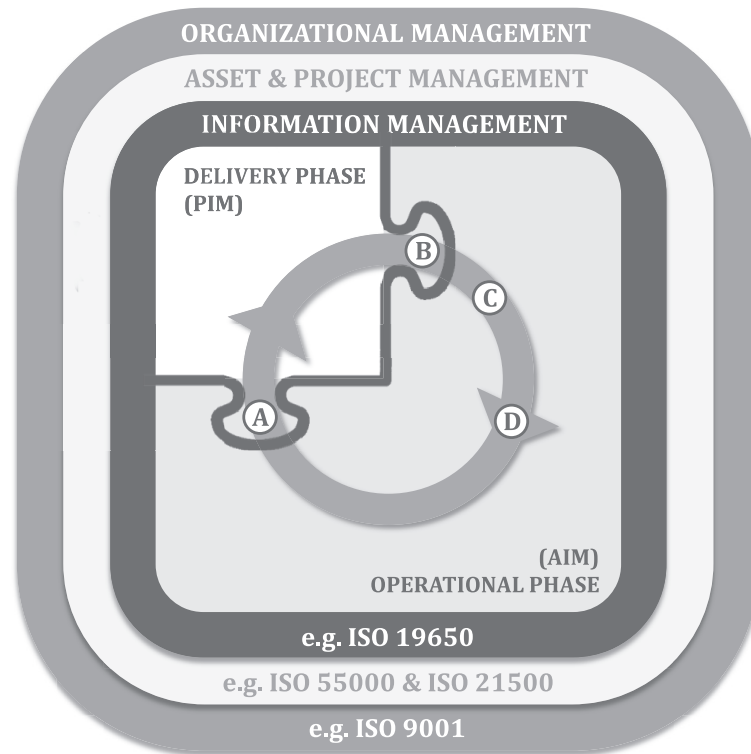 ORGANIZATIONAL MANAGEMENT
ASSET & PROJECT MANAGEMENT
INFORMATION MANAGEMENT
DELIVERY PHASE
(PIM)
B
C
A
D
(AIM)
OPERATIONAL PHASE
e.g. ISO 19650
e.g. ISO 55000 & ISO 21500
e.g. ISO 9001